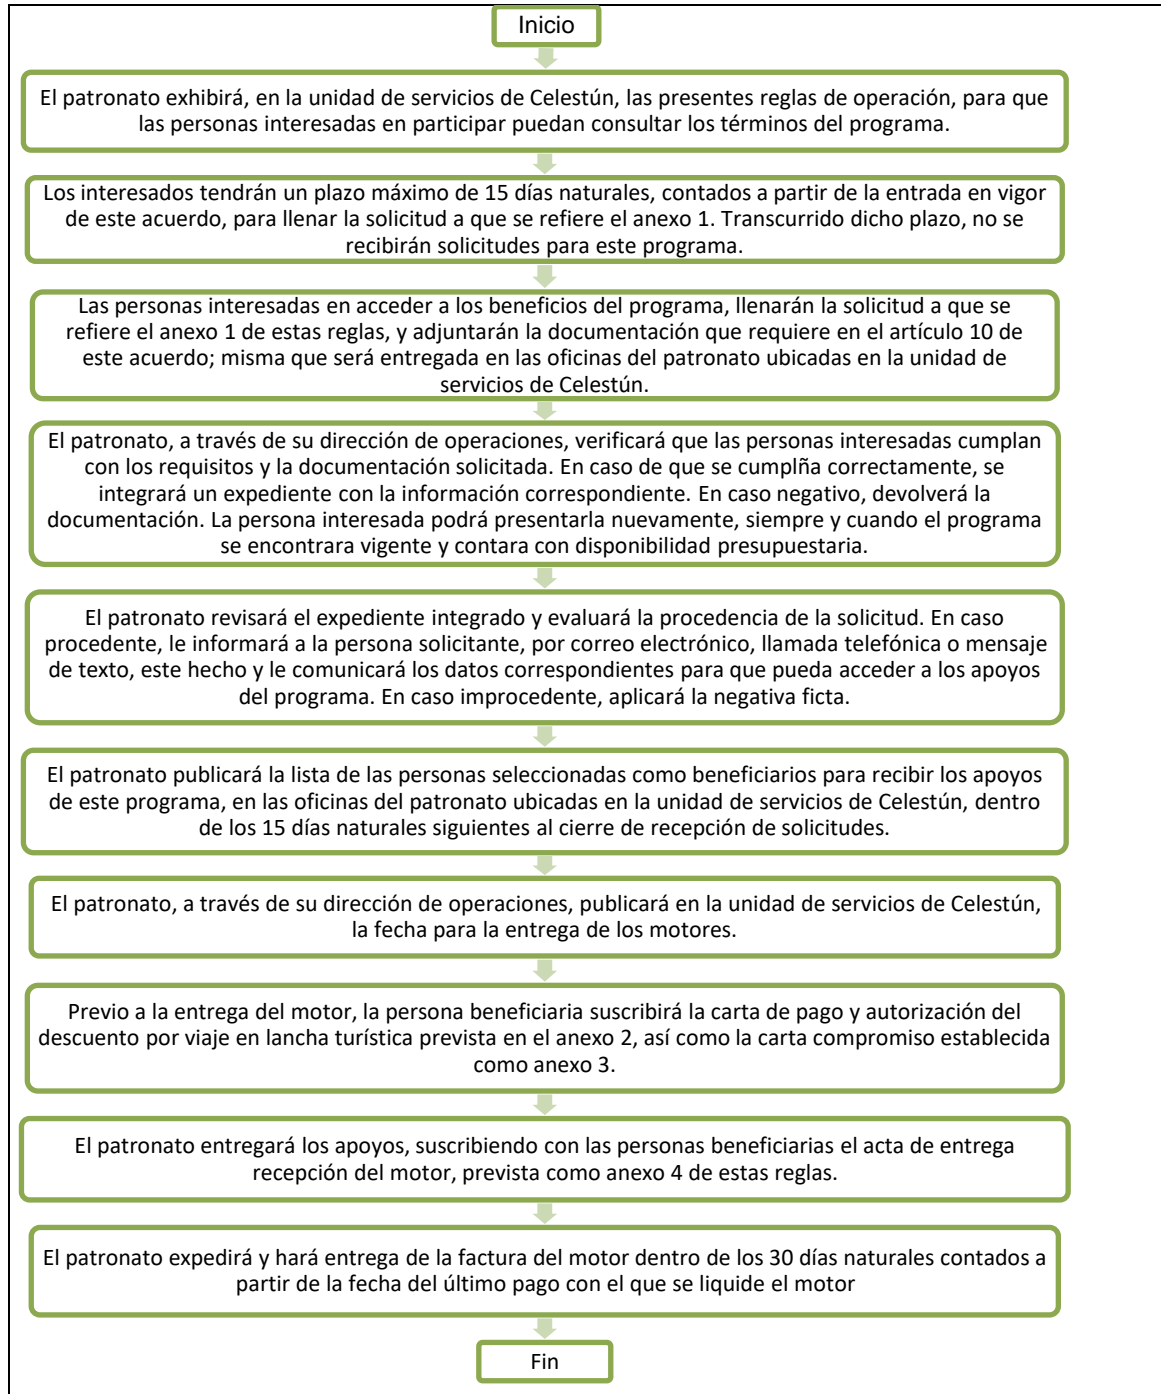 Inicio
El patronato exhibirá, en la unidad de servicios de Celestún, las presentes reglas de operación, para que
las personas interesadas en participar puedan consultar los términos del programa.
Los interesados tendrán un plazo máximo de 15 días naturales, contados a partir de la entrada en vigor
de este acuerdo, para llenar la solicitud a que se refiere el anexo 1. Transcurrido dicho plazo, no se
recibirán solicitudes para este programa.
Las personas interesadas en acceder a los beneficios del programa, llenarán la solicitud a que se
refiere el anexo 1 de estas reglas, y adjuntarán la documentación que requiere en el artículo 10 de
este acuerdo; misma que será entregada en las oficinas del patronato ubicadas en la unidad de
servicios de Celestún.
El patronato, a través de su dirección de operaciones, verificará que las personas interesadas cumplan
con los requisitos y la documentación solicitada. En caso de que se cumplña correctamente, se
integrará un expediente con la información correspondiente. En caso negativo, devolverá la
documentación. La persona interesada podrá presentarla nuevamente, siempre y cuando el programa
se encontrara vigente y contara con disponibilidad presupuestaria.
El patronato revisará el expediente integrado y evaluará la procedencia de la solicitud. En caso
procedente, le informará a la persona solicitante, por correo electrónico, llamada telefónica o mensaje
de texto, este hecho y le comunicará los datos correspondientes para que pueda acceder a los apoyos
del programa. En caso improcedente, aplicará la negativa ficta.
El patronato publicará la lista de las personas seleccionadas como beneficiarios para recibir los apoyos
de este programa, en las oficinas del patronato ubicadas en la unidad de servicios de Celestún, dentro
de los 15 días naturales siguientes al cierre de recepción de solicitudes.
El patronato, a través de su dirección de operaciones, publicará en la unidad de servicios de Celestún,
la fecha para la entrega de los motores.
Previo a la entrega del motor, la persona beneficiaria suscribirá la carta de pago y autorización del
descuento por viaje en lancha turística prevista en el anexo 2, así como la carta compromiso establecida
como anexo 3.
El patronato entregará los apoyos, suscribiendo con las personas beneficiarias el acta de entrega
recepción del motor, prevista como anexo 4 de estas reglas.
El patronato expedirá y hará entrega de la factura del motor dentro de los 30 días naturales contados a
partir de la fecha del último pago con el que se liquide el motor
Fin